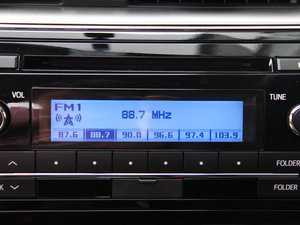 VOL
TUNE
FM1
88.7 MHz
87.6 88.7 90.0 96.6 97.4 103.9
FOLDER
K
FOLDER